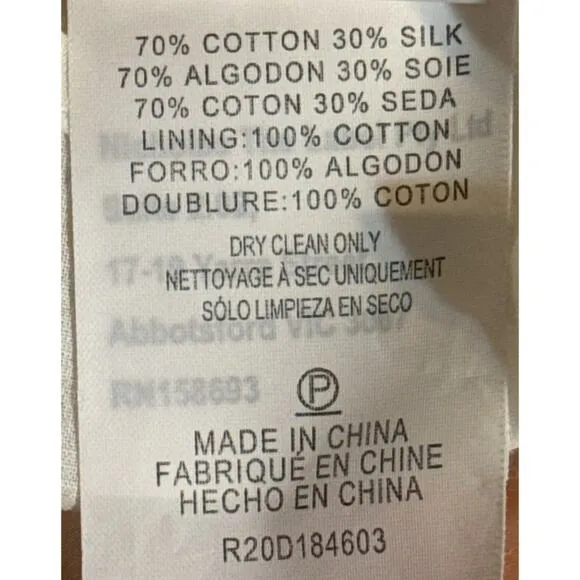 70% COTTON 30% SILK
70% ALGODON 30% SOIE
70% COTON 30% SEDA
LINING:100% COTTON
FORRO:100% ALGODON
DOUBLURE:100% COTON
DRY CLEAN ONLY
NETTOYAGE À SEC UNIQUEMENT
SÓLO LIMPIEZA EN SECO
Abbotsford VIC 3067
RN158693
P
MADE IN CHINA
FABRIQUÉ EN CHINE
HECHO EN CHINA
R20D184603